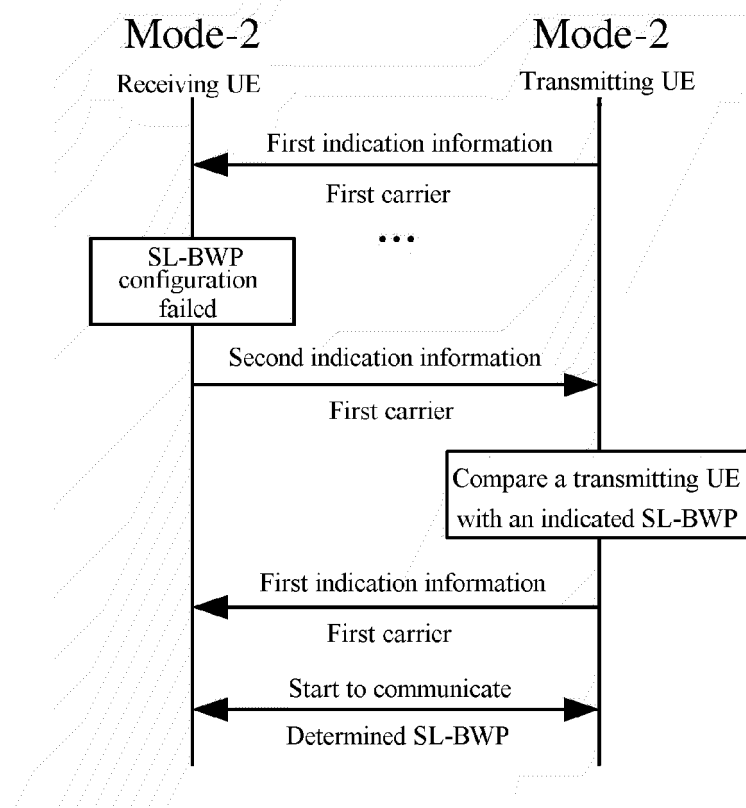 Mode-2 Mode-2
Receiving UE Transmitting UE
First indication information
First carrier
...
SL-BWP
configuration
failed
Second indication information
First carrier
Compare a transmitting UE
with an indicated SL-BWP
First indication information
First carrier
Start to communicate
Determined SL-BWP